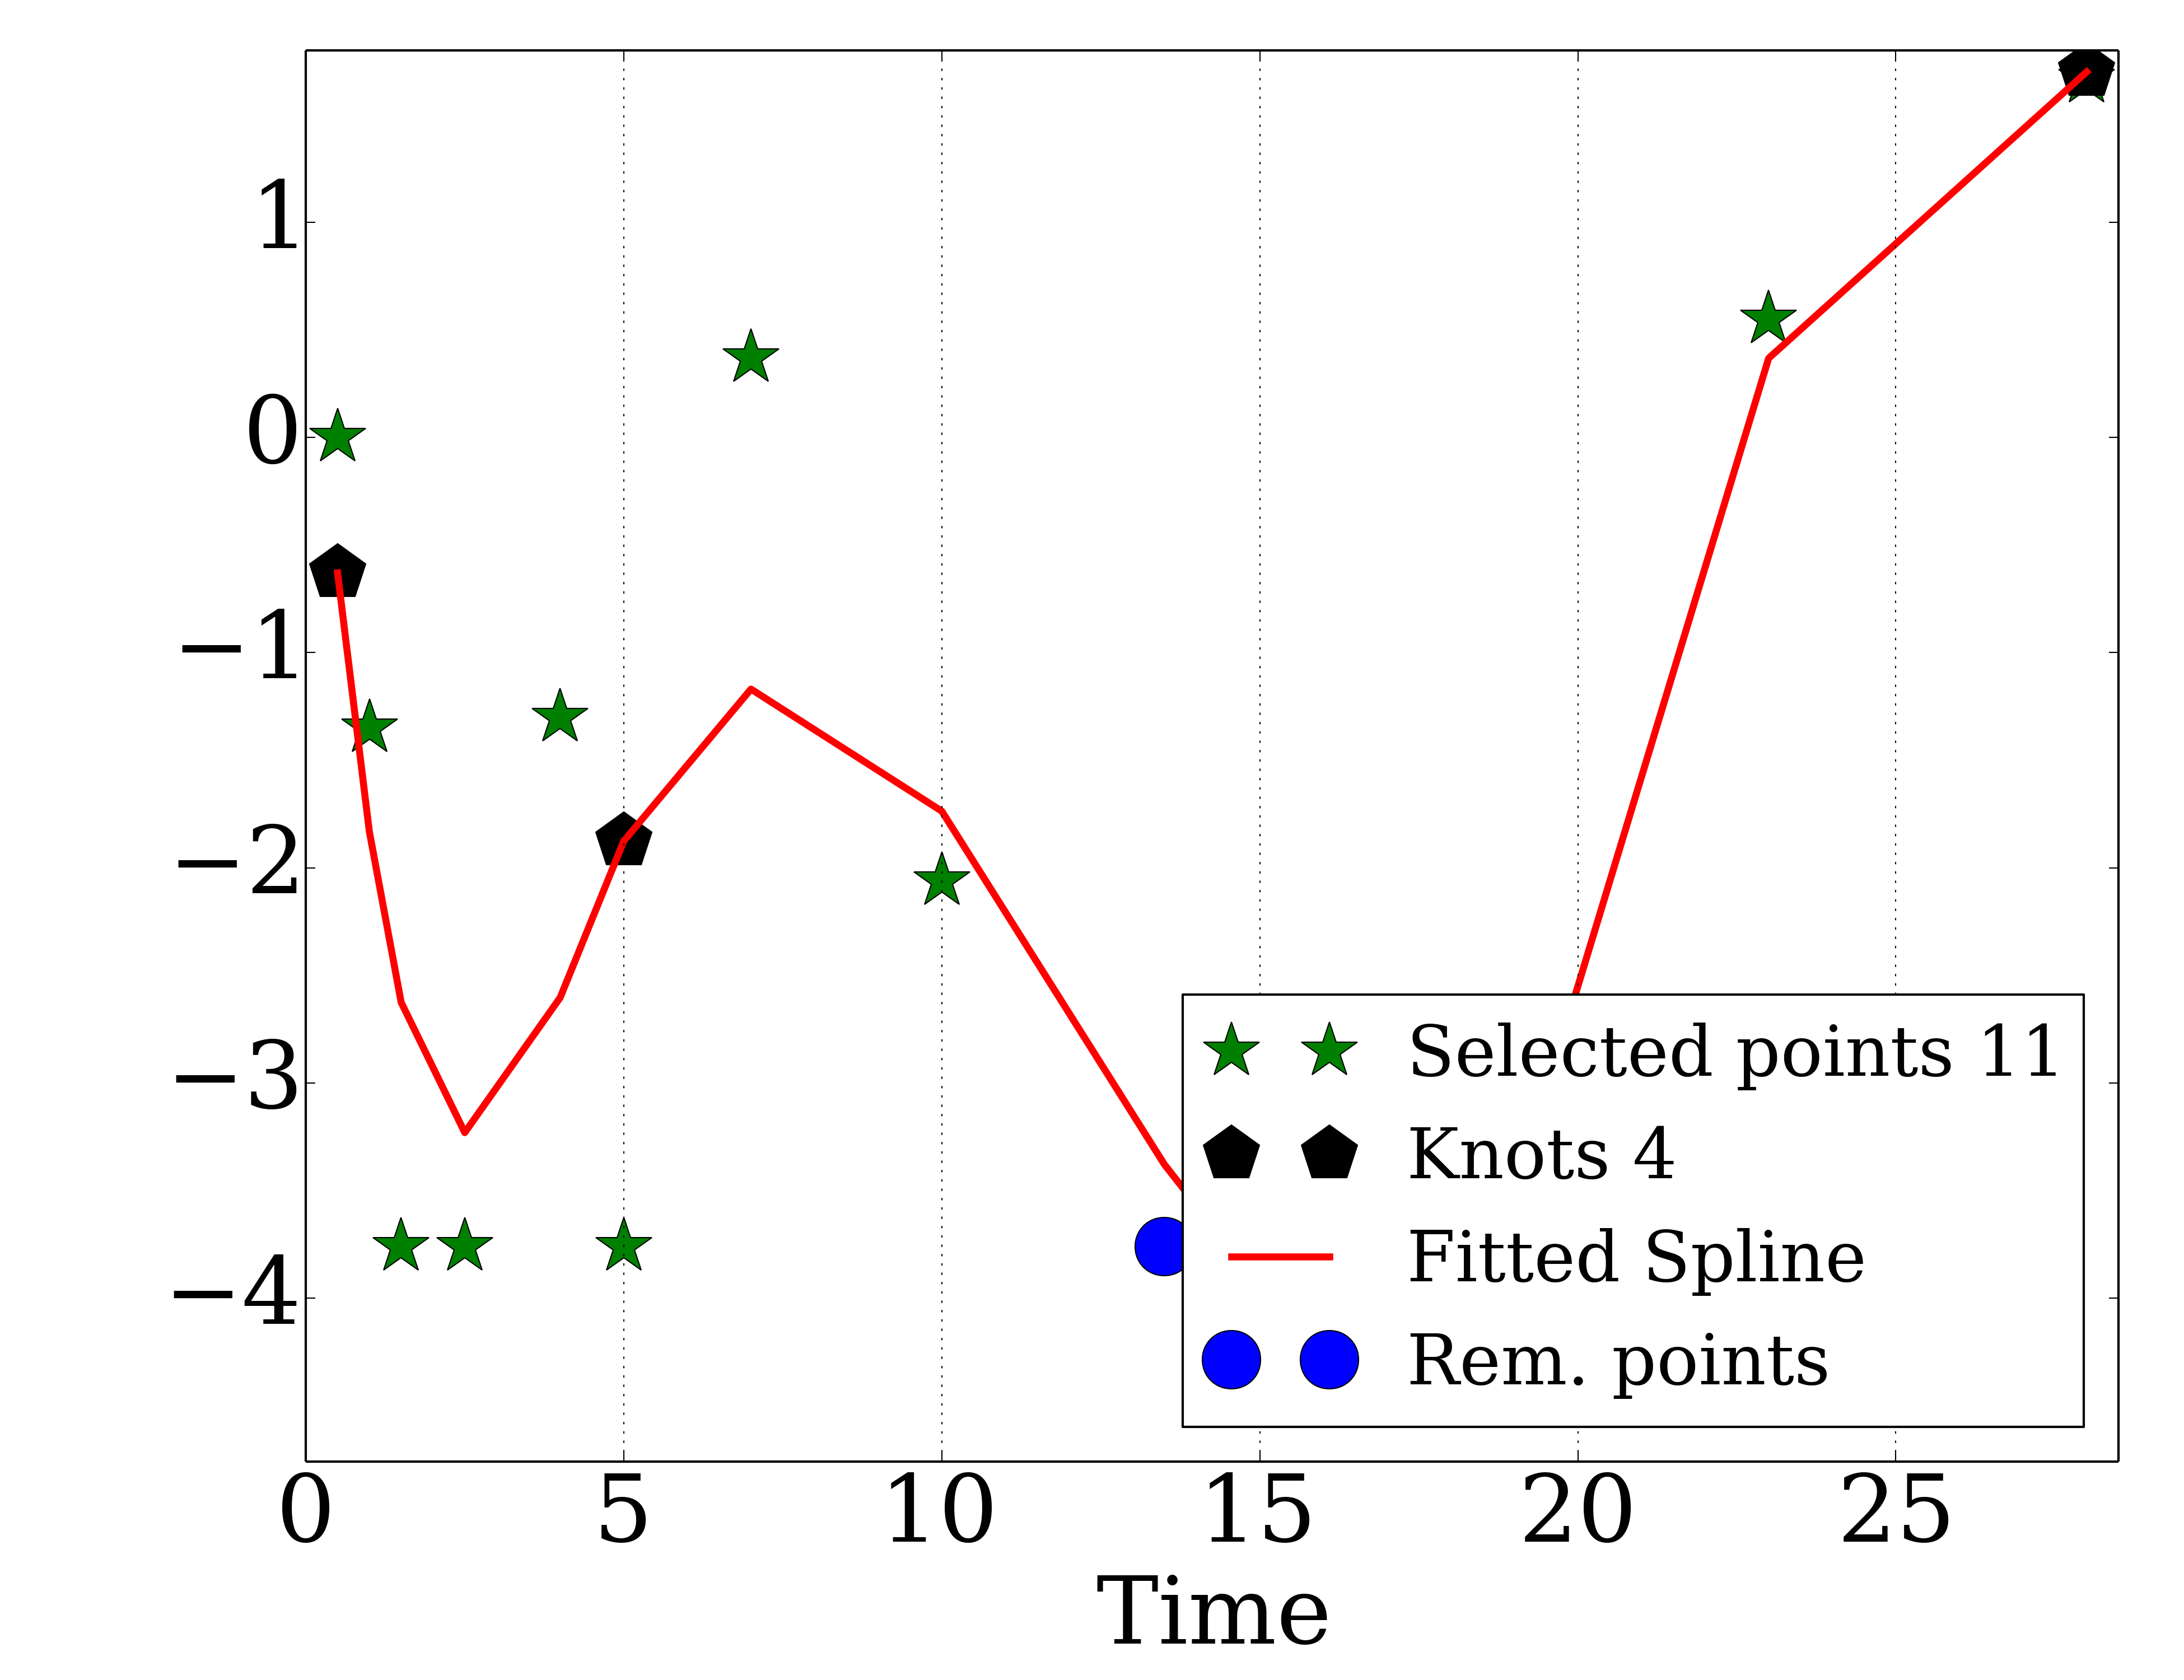 1
0
−1
−2
−3
−4
Selected points 11
Knots 4
Fitted Spline
Rem. points
0 5 10 15 20 25
Time